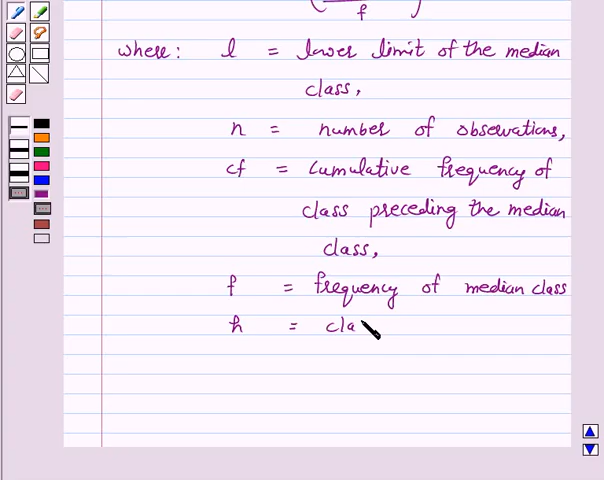 f
where: l = lower limit of the median
class,
n = number of observations,
cf = cumulative frequency of
class preceding the median
class,
f = frequency of median class
h = cla